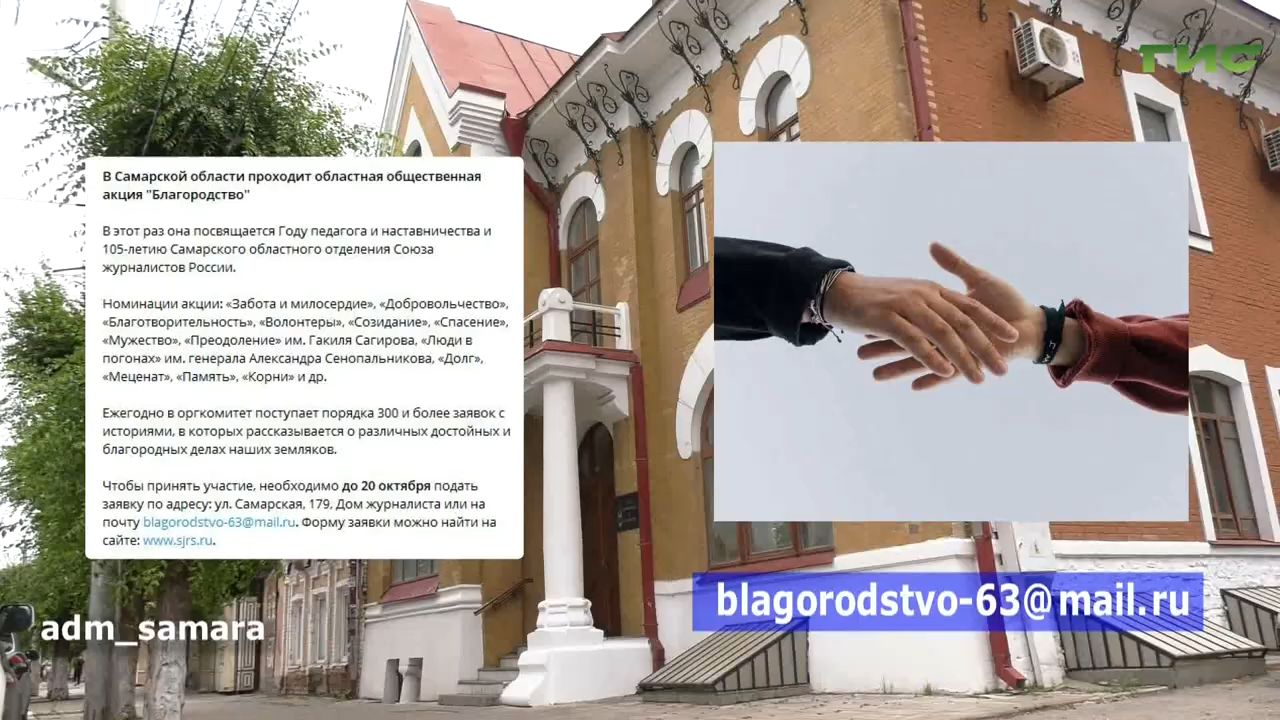 ГИС
В Самарской области проходит областная общественная
акция "Благородство"
В этот раз она посвящается Году педагога и наставничества и
105-летию Самарского областного отделения Союза
журналистов России.
Номинации акции: «Забота и милосердие», «Добровольчество»,
«Благотворительность», «Волонтеры», «Созидание», «Спасение»,
«Мужество», «Преодоление» им. Гакиля Сагирова, «Люди в
погонах» им. генерала Александра Сенопальникова, «Долг»,
«Меценат», «Память», «Корни» и др.
Ежегодно в оргкомитет поступает порядка 300 и более заявок с
историями, в которых рассказывается о различных достойных и
благородных делах наших земляков.
Чтобы принять участие, необходимо до 20 октября подать
заявку по адресу: ул. Самарская, 179, Дом журналиста или на
почту blagorodstvo-63@mail.ru. Форму заявки можно найти на
сайте: www.sjrs.ru.
blagorodstvo-63@mail.ru
adm_samara